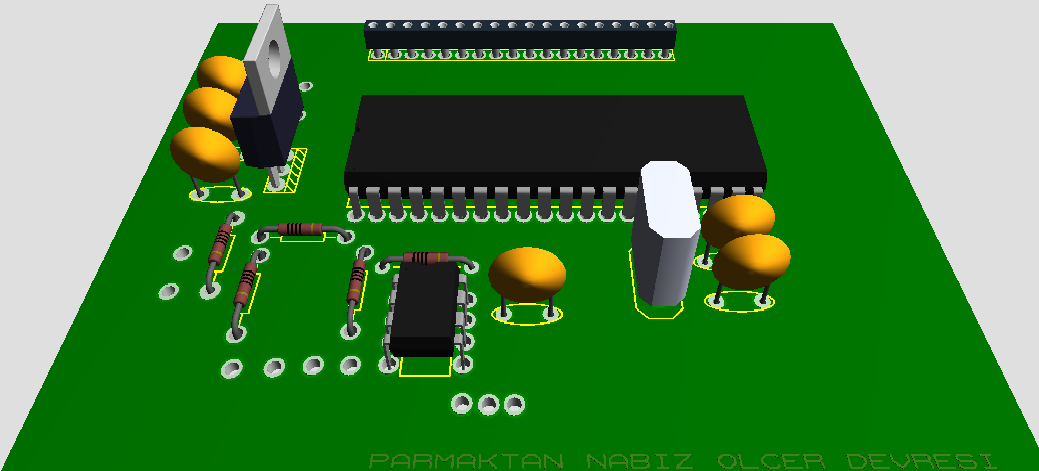 PARMAKTAN NABIZ OLCER DEVRESI